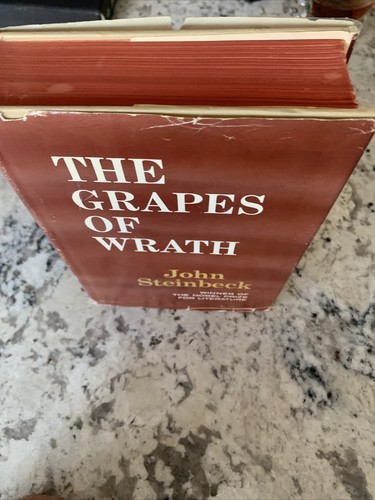 THE
GRAPES
OF
WRATH
John
Steinbeck
WINNER OF
THE NOBEL PRIZE
FOR LITERATURE